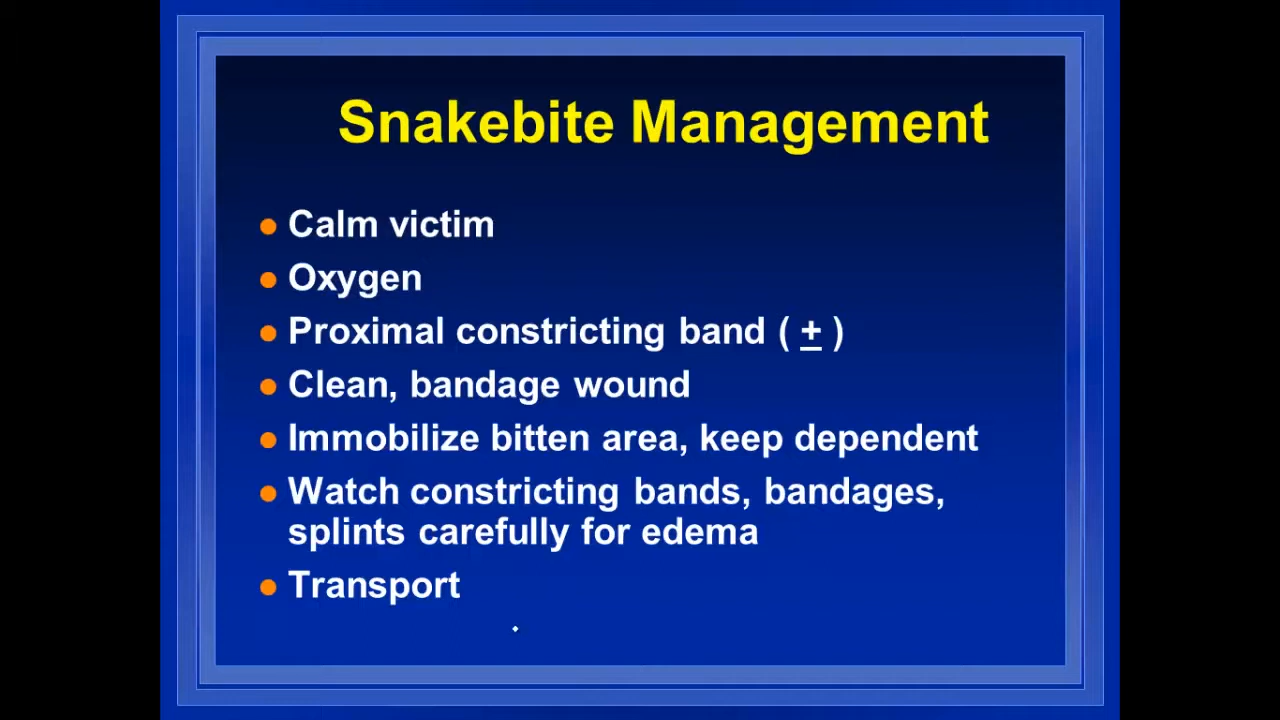 Snakebite Management
Calm victim
Oxygen
Proximal constricting band ( ± )
Clean, bandage wound
Immobilize bitten area, keep dependent
Watch constricting bands, bandages,
splints carefully for edema
Transport